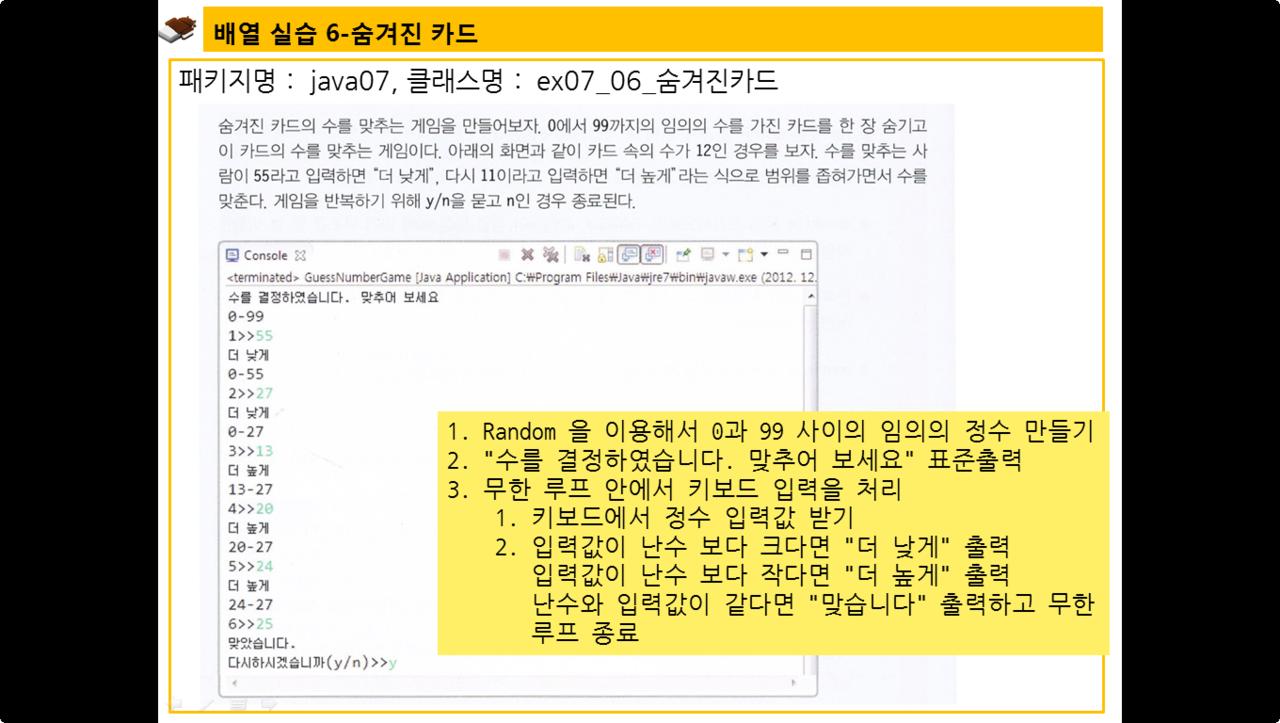 배열 실습 6-숨겨진 카드
패키지명 : java07, 클래스명 : ex07_06_숨겨진카드
숨겨진 카드의 수를 맞추는 게임을 만들어보자. 0에서 99까지의 임의의 수를 가진 카드를 한 장 숨기고
이 카드의 수를 맞추는 게임이다. 아래의 화면과 같이 카드 속의 수가 12인 경우를 보자. 수를 맞추는 사
람이 55라고 입력하면 "더 낮게", 다시 11이라고 입력하면 "더 높게"라는 식으로 범위를 좁혀가면서 수를
맞춘다. 게임을 반복하기 위해 y/n을 묻고 n인 경우 종료된다.
Console
<terminated> GuessNumberGame [Java Application] C:₩Program Files₩Java₩jre7₩bin₩javaw.exe (2012. 12.
수를 결정하였습니다. 맞추어 보세요
0-99
1>>55
더 낮게
0-55
2>>27
더 낮게
0-27
3>>13
더 높게
13-27
4>>20
더 높게
20-27
5>>24
더 높게
24-27
6>>25
맞았습니다.
다시하시겠습니까(y/n)>>y
1. Random 을 이용해서 0과 99 사이의 임의의 정수 만들기
2. "수를 결정하였습니다. 맞추어 보세요" 표준출력
3. 무한 루프 안에서 키보드 입력을 처리
1. 키보드에서 정수 입력값 받기
2. 입력값이 난수 보다 크다면 "더 낮게" 출력
입력값이 난수 보다 작다면 "더 높게" 출력
난수와 입력값이 같다면 "맞습니다" 출력하고 무한
루프 종료